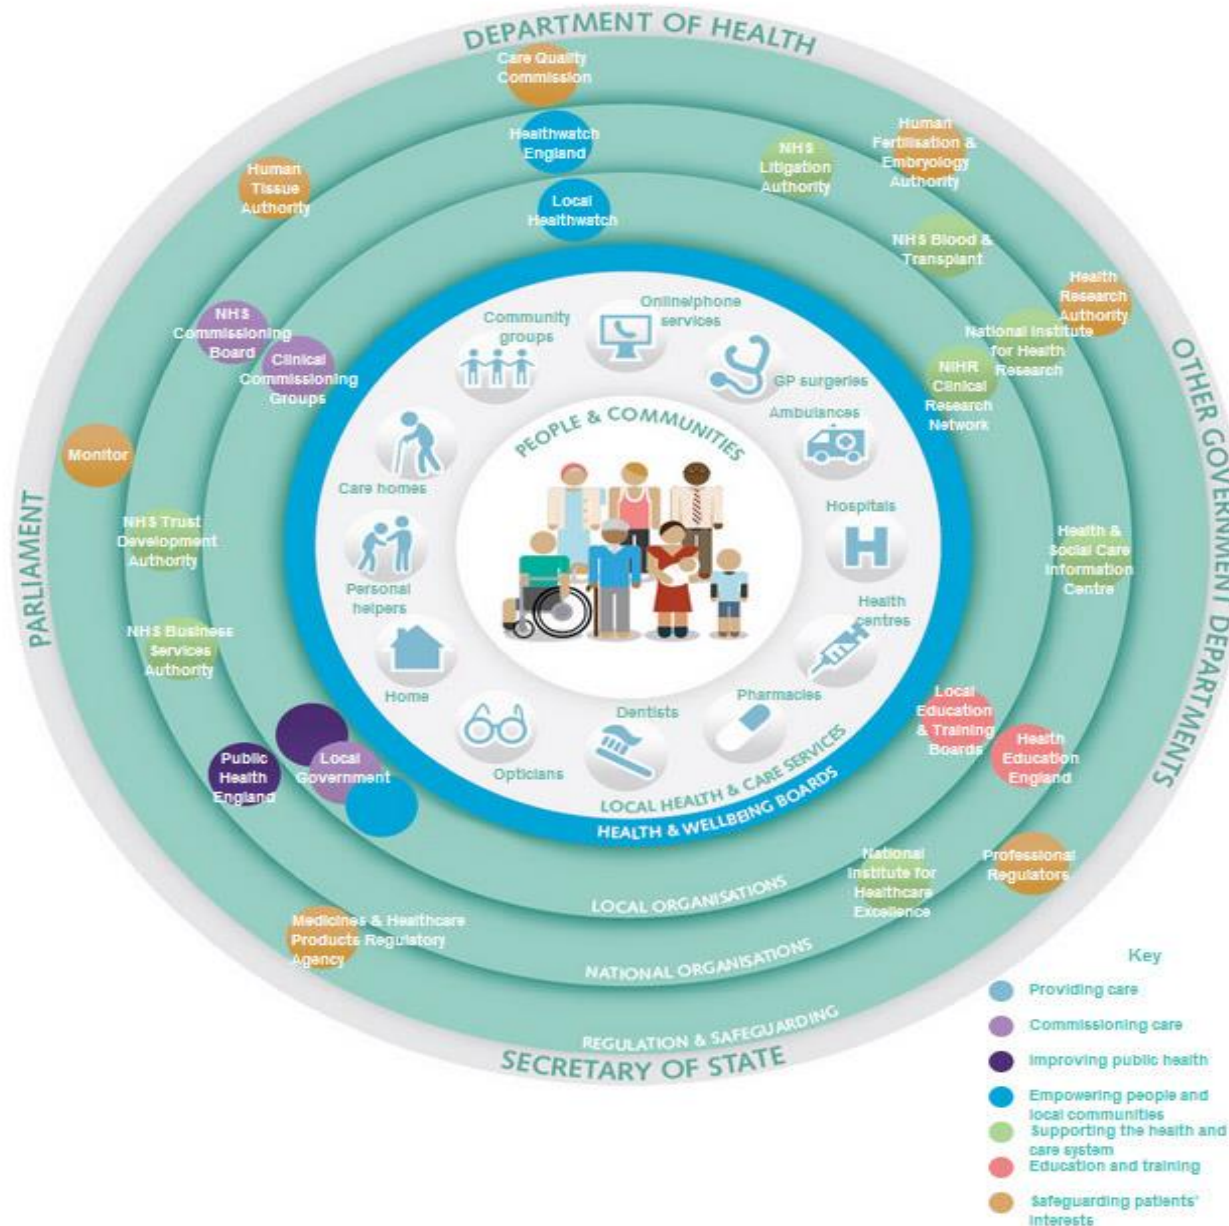 DEPARTMENT OF HEALTH
Care Quality
Commission
Healthwatch
England
Local
Healthwatch
Human
Tissue
Authority
NHS
Litigation
Authority
Human
Fertilisation &
Embryology
Authority
NHS Blood &
Transplant
Health
Research
Authority
National Institute
for Health
Research
NIHR
Clinical
Research
Network
NHS
Commissioning
Board
Clinical
Commissioning
Groups
Monitor
NHS Trust
Development
Authority
NHS Business
Services
Authority
PARLIAMENT
OTHER GOVERNMENT DEPARTMENTS
Community
groups
Online/phone
services
GP surgeries
Ambulances
PEOPLE & COMMUNITIES
Care homes
Hospitals
H
Personal
helpers
Health
centres
Home
Pharmacies
Dentists
Opticians
Health &
Social Care
Information
Centre
Local
Education
& Training
Boards
Health
Education
England
Public
Health
England
Local
Government
LOCAL HEALTH & CARE SERVICES
HEALTH & WELLBEING BOARDS
National
Institute for
Healthcare
Excellence
Professional
Regulators
Medicines & Healthcare
Products Regulatory
Agency
LOCAL ORGANISATIONS
NATIONAL ORGANISATIONS
REGULATION & SAFEGUARDING
SECRETARY OF STATE
Key
Providing care
Commissioning care
Improving public health
Empowering people and
local communities
Supporting the health and
care system
Education and training
Safeguarding patients'
interests